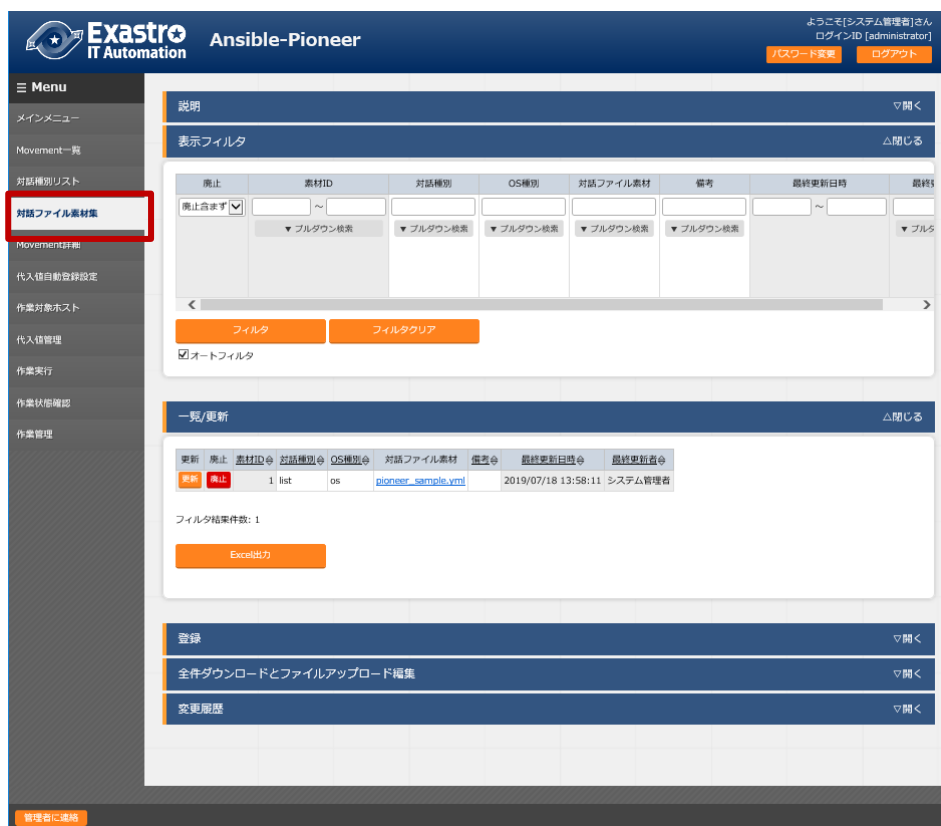 Exastro
IT Automation
Ansible-Pioneer
ようこそ[システム管理者]さん
ログインID [administrator]
パスワード変更 ログアウト
Menu
メインメニュー
Movement一覧
対話種別リスト
対話ファイル素材集
Movement詳細
代入値自動登録設定
作業対象ホスト
代入値管理
作業実行
作業状態確認
作業管理
説明 ▽開く
表示フィルタ △閉じる
廃止 素材ID 対話種別 OS種別 対話ファイル素材 備考 最終更新日時 最終
廃止含まず ～ ～
▼ プルダウン検索 ▼ プルダウン検索 ▼ プルダウン検索 ▼ プルダウン検索 ▼ プルダウン検索 ▼ プル
フィルタ フィルタクリア
オートフィルタ
一覧/更新 △閉じる
更新 廃止 素材ID 対話種別 OS種別 対話ファイル素材 備考 最終更新日時 最終更新者
更新 廃止 1 list os pioneer_sample.yml 2019/07/18 13:58:11 システム管理者
フィルタ結果件数: 1
Excel出力
登録 ▽開く
全件ダウンロードとファイルアップロード編集 ▽開く
変更履歴 ▽開く
管理者に連絡